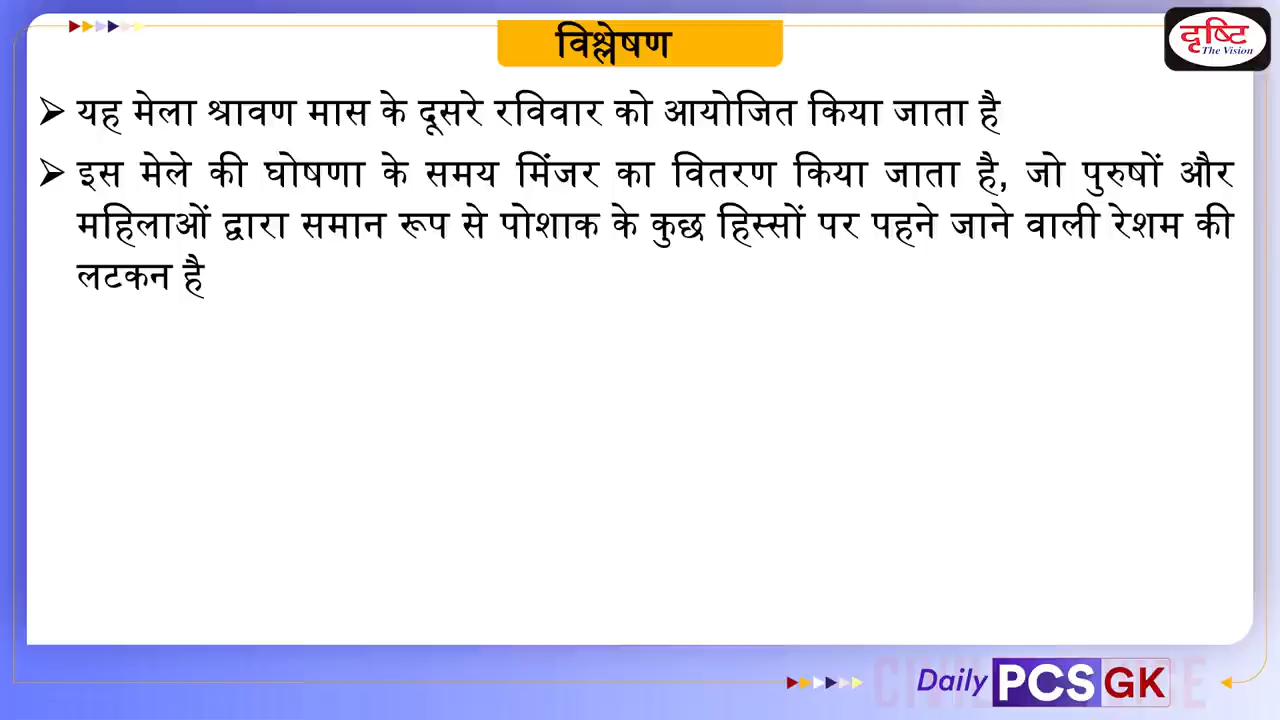 विश्लेषण
दृष्टि
The Vision
➢ यह मेला श्रावण मास के दूसरे रविवार को आयोजित किया जाता है
➢ इस मेले की घोषणा के समय मिंजर का वितरण किया जाता है, जो पुरुषों और
महिलाओं द्वारा समान रूप से पोशाक के कुछ हिस्सों पर पहने जाने वाली रेशम की
लटकन है
Daily PCS GK